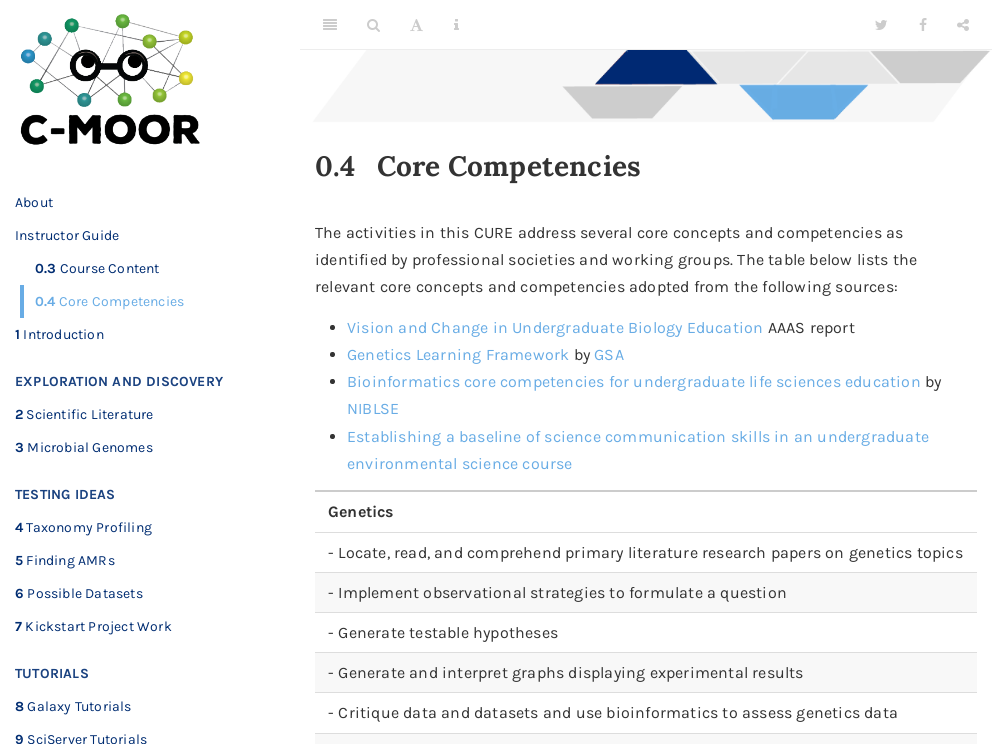 C-MOOR
About
Instructor Guide
0.3 Course Content
0.4 Core Competencies
1 Introduction
EXPLORATION AND DISCOVERY
2 Scientific Literature
3 Microbial Genomes
TESTING IDEAS
4 Taxonomy Profiling
5 Finding AMRs
6 Possible Datasets
7 Kickstart Project Work
TUTORIALS
8 Galaxy Tutorials
9 SciServer Tutorials
0.4 Core Competencies
The activities in this CURE address several core concepts and competencies as
identified by professional societies and working groups. The table below lists the
relevant core concepts and competencies adopted from the following sources:
• Vision and Change in Undergraduate Biology Education AAAS report
• Genetics Learning Framework by GSA
• Bioinformatics core competencies for undergraduate life sciences education by
NIBLSE
• Establishing a baseline of science communication skills in an undergraduate
environmental science course
Genetics
- Locate, read, and comprehend primary literature research papers on genetics topics
- Implement observational strategies to formulate a question
- Generate testable hypotheses
- Generate and interpret graphs displaying experimental results
- Critique data and datasets and use bioinformatics to assess genetics data